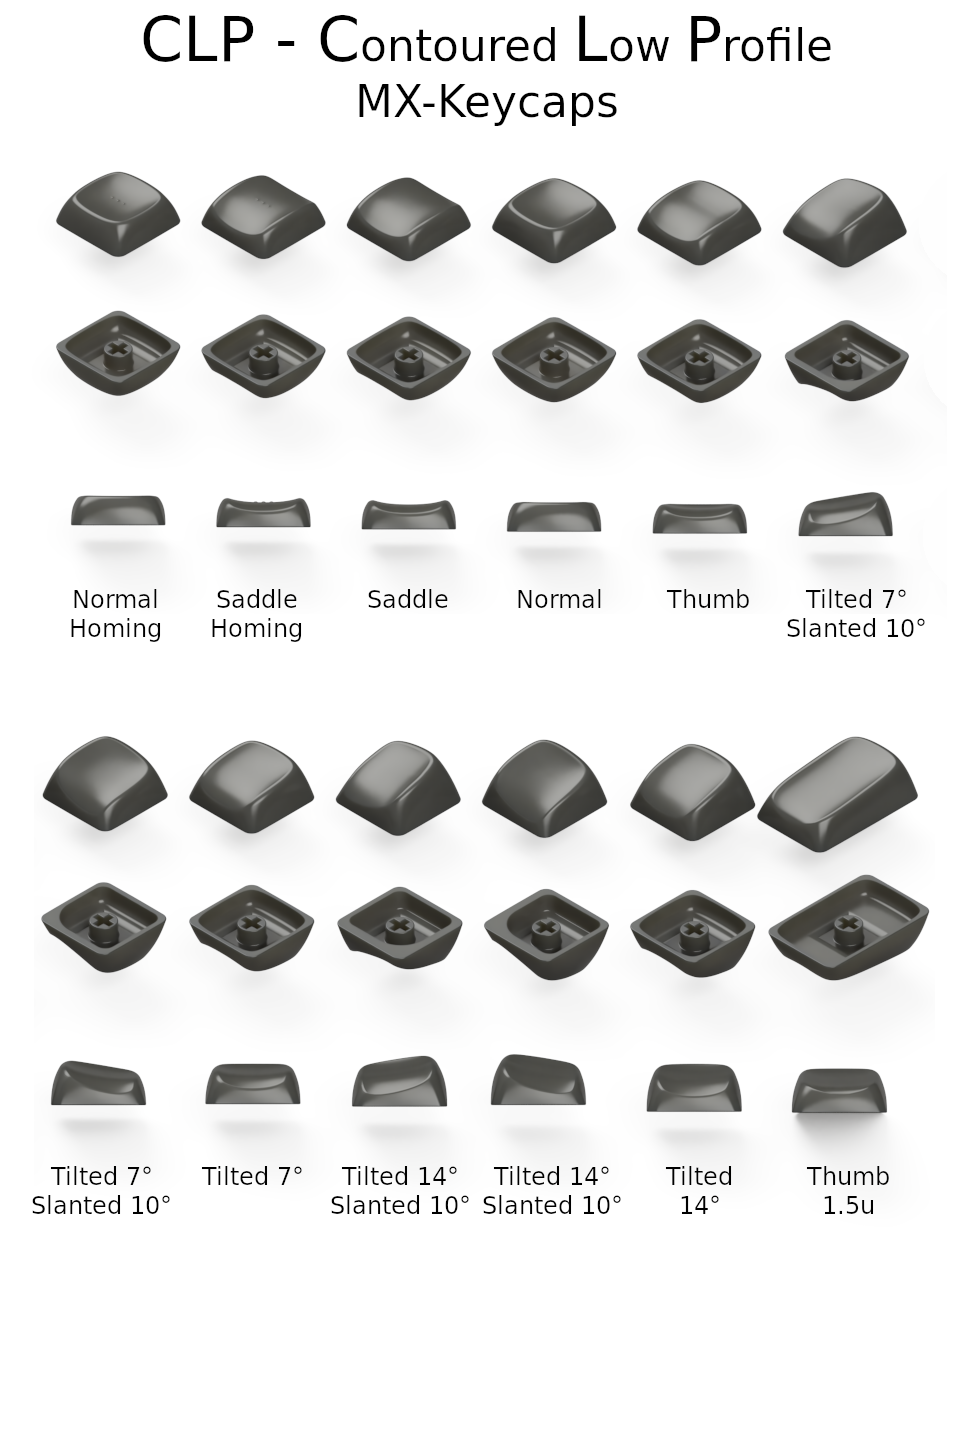 CLP - Contoured Low Profile
MX-Keycaps
Normal Homing
Saddle Homing
Saddle
Normal
Thumb
Tilted 7° Slanted 10°
Tilted 7° Slanted 10°
Tilted 7°
Tilted 14° Slanted 10°
Tilted 14° Slanted 10°
Tilted 14°
Thumb 1.5u